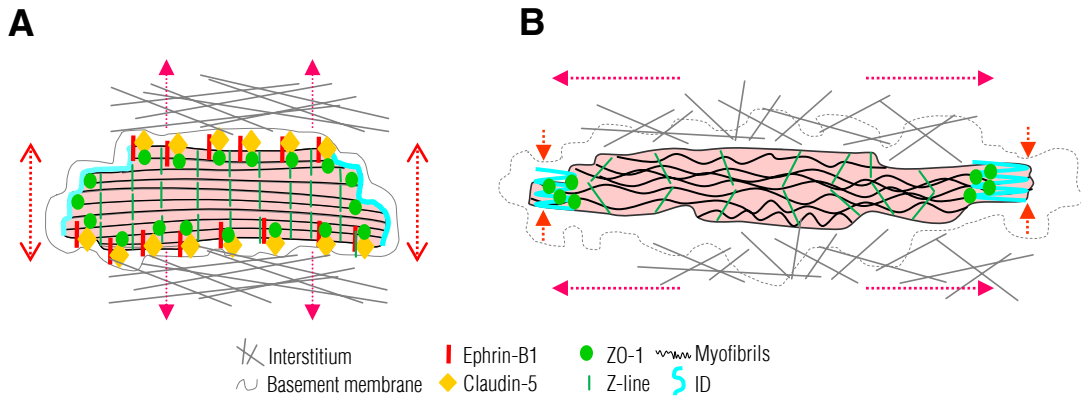 A
B
Interstitium
Ephrin-B1
ZO-1
Myofibrils
Basement membrane
Claudin-5
Z-line
ID